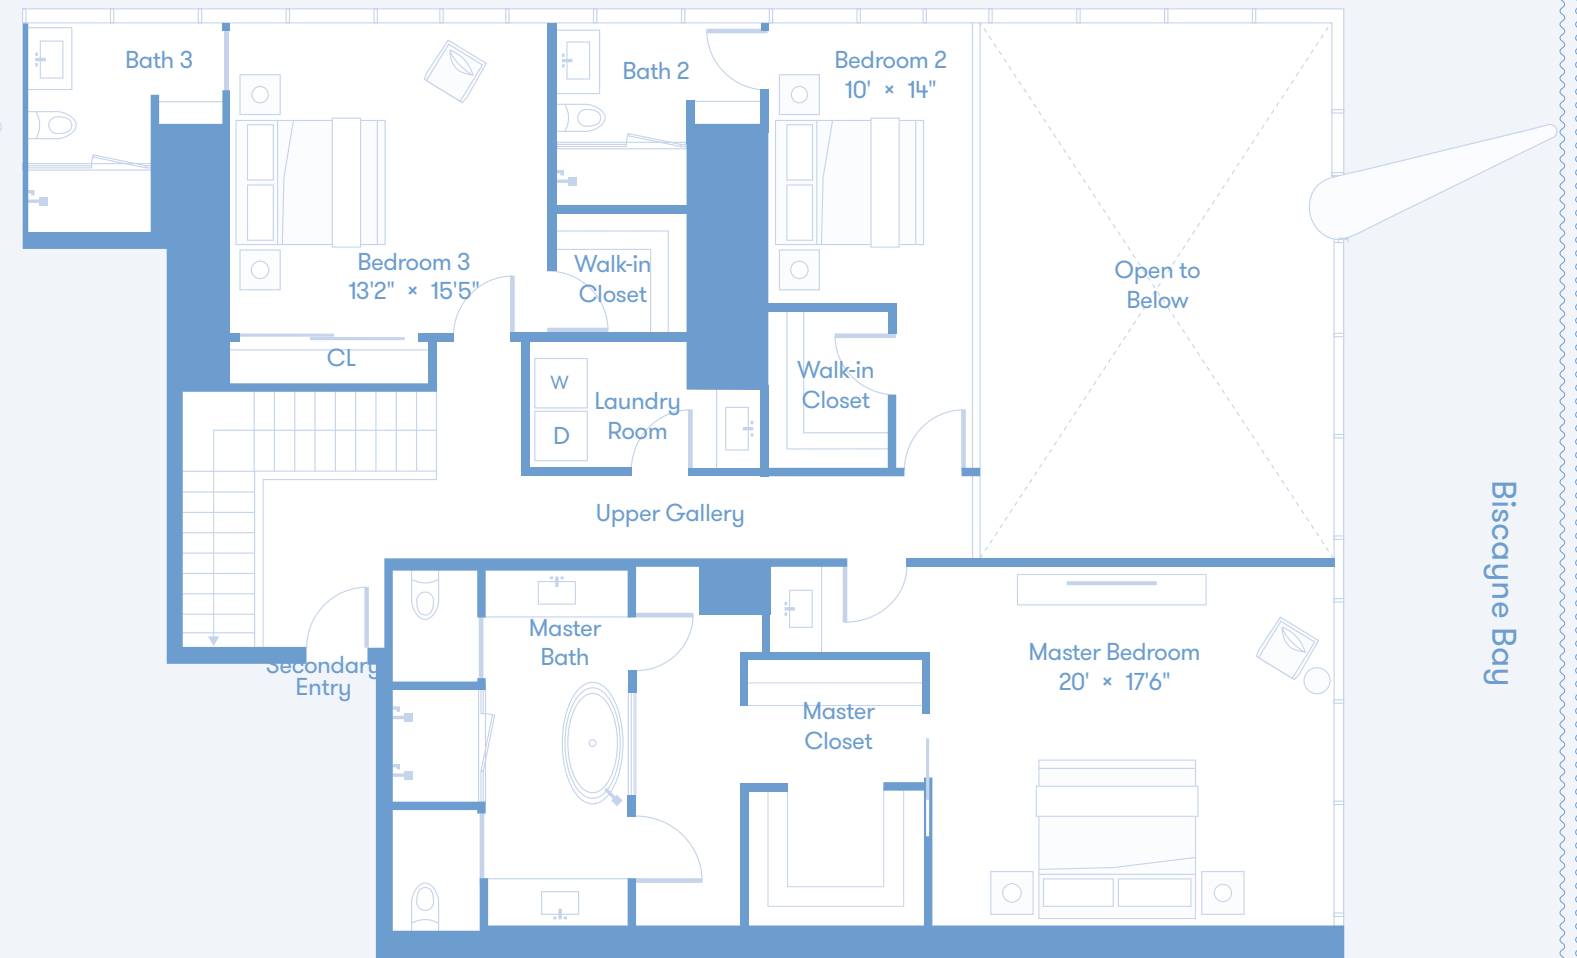 Bath 3
Bath 2
Bedroom 2
10' × 14"
Bedroom 3
13'2" × 15'5"
Walk-in
Closet
Open to
Below
CL
W
D
Laundry
Room
Walk-in
Closet
Upper Gallery
Biscayne Bay
Secondary
Entry
Master
Bath
Master Bedroom
20' × 17'6"
Master
Closet